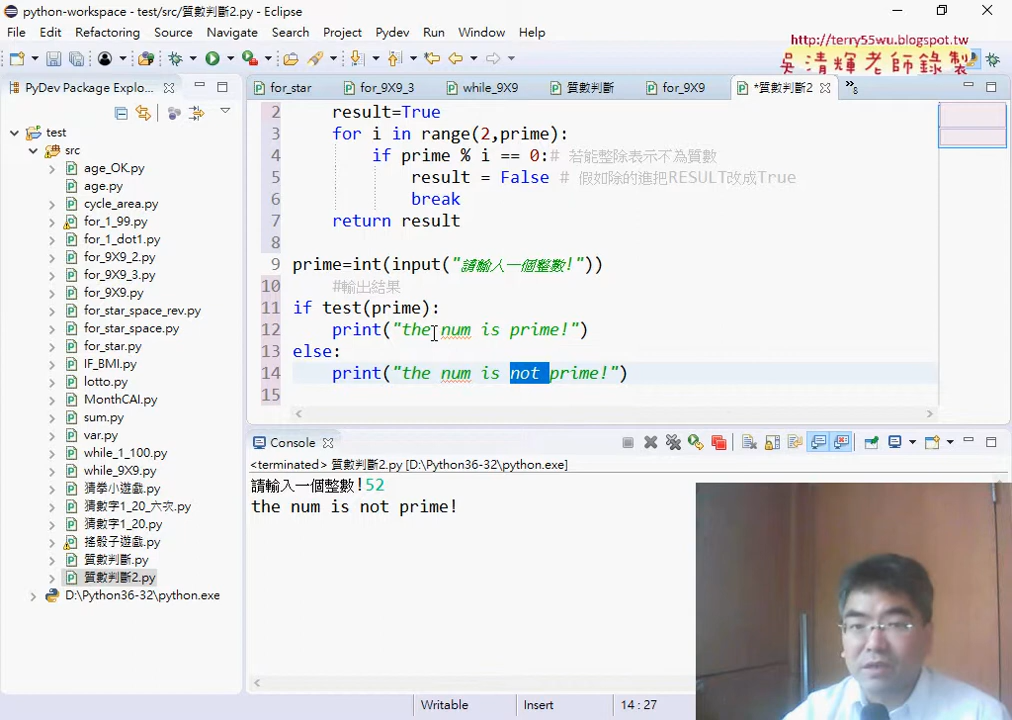 python-workspace - test/src/質數判斷2.py - Eclipse
File Edit Refactoring Source Navigate Search Project Pydev Run Window Help
http://terry55wu.blogspot.tw
吳清輝老師錄製
PyDev Package Explo...
for_star for_9X9_3 while_9X9 質數判斷 for_9X9 *質數判斷2 »8
test
src
age_OK.py
age.py
cycle_area.py
for_1_99.py
for_1_dot1.py
for_9X9_2.py
for_9X9_3.py
for_9X9.py
for_star_space_rev.py
for_star_space.py
for_star.py
IF_BMI.py
lotto.py
MonthCAI.py
sum.py
var.py
while_1_100.py
while_9X9.py
猜拳小遊戲.py
猜數字1_20_六次.py
猜數字1_20.py
搖骰子遊戲.py
質數判斷.py
質數判斷2.py
D:\Python36-32\python.exe
2 result=True
3 for i in range(2,prime):
4 if prime % i == 0:# 若能整除表示不為質數
5 result = False # 假如除的進把RESULT改成True
6 break
7 return result
8
9 prime=int(input("請輸入一個整數!"))
10 #輸出結果
11 if test(prime):
12 print("the num is prime!")
13 else:
14 print("the num is not prime!")
15
Console
<terminated> 質數判斷2.py [D:\Python36-32\python.exe]
請輸入一個整數!52
the num is not prime!
Writable Insert 14 : 27